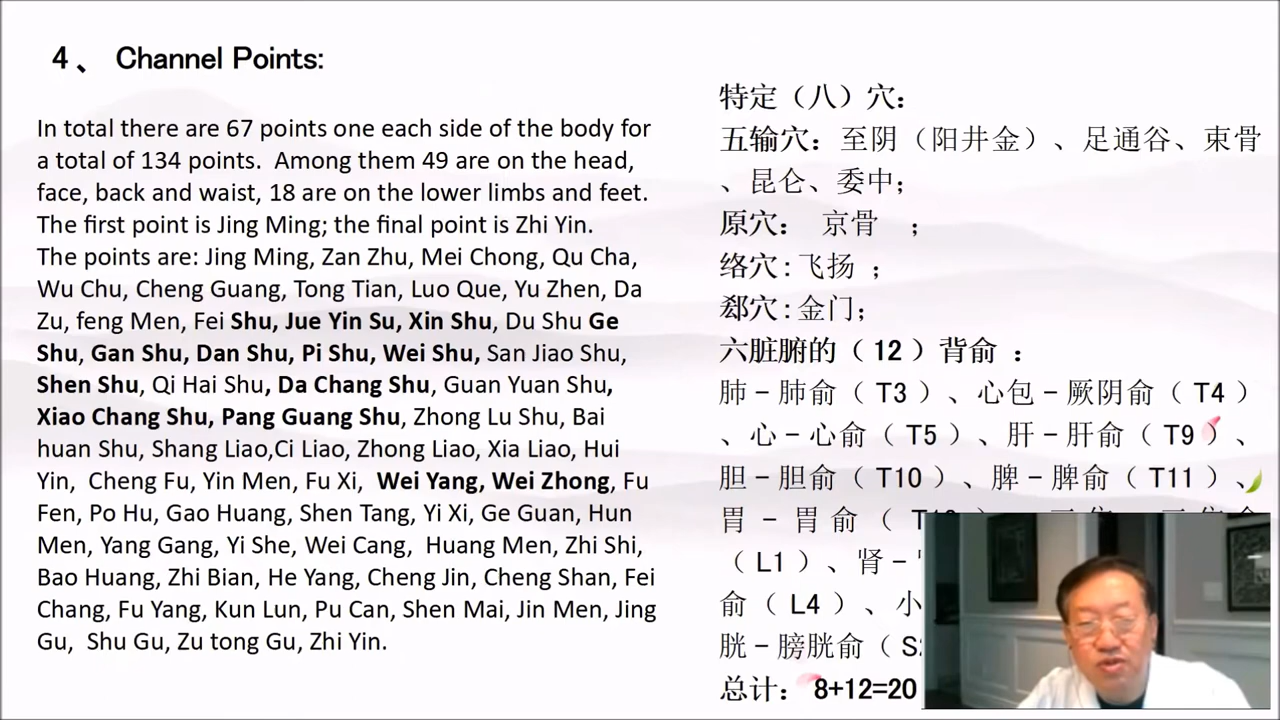 4、 Channel Points:
In total there are 67 points one each side of the body for
a total of 134 points. Among them 49 are on the head,
face, back and waist, 18 are on the lower limbs and feet.
The first point is Jing Ming; the final point is Zhi Yin.
The points are: Jing Ming, Zan Zhu, Mei Chong, Qu Cha,
Wu Chu, Cheng Guang, Tong Tian, Luo Que, Yu Zhen, Da
Zu, feng Men, Fei Shu, Jue Yin Su, Xin Shu, Du Shu Ge
Shu, Gan Shu, Dan Shu, Pi Shu, Wei Shu, San Jiao Shu,
Shen Shu, Qi Hai Shu, Da Chang Shu, Guan Yuan Shu,
Xiao Chang Shu, Pang Guang Shu, Zhong Lu Shu, Bai
huan Shu, Shang Liao,Ci Liao, Zhong Liao, Xia Liao, Hui
Yin, Cheng Fu, Yin Men, Fu Xi, Wei Yang, Wei Zhong, Fu
Fen, Po Hu, Gao Huang, Shen Tang, Yi Xi, Ge Guan, Hun
Men, Yang Gang, Yi She, Wei Cang, Huang Men, Zhi Shi,
Bao Huang, Zhi Bian, He Yang, Cheng Jin, Cheng Shan, Fei
Chang, Fu Yang, Kun Lun, Pu Can, Shen Mai, Jin Men, Jing
Gu, Shu Gu, Zu tong Gu, Zhi Yin.
特定（八）穴：
五输穴：至阴（阳井金）、足通谷、束骨
、昆仑、委中；
原穴： 京骨 ；
络穴：飞扬 ；
郄穴：金门；
六脏腑的（12）背俞 ：
肺-肺俞（T3）、心包-厥阴俞（T4）
、心-心俞（T5）、肝-肝俞（T9）、
胆-胆俞（T10）、脾-脾俞（T11）、
胃-胃俞（
（L1）、肾-
俞（L4）、小
胱-膀胱俞（S
总计： 8+12=20